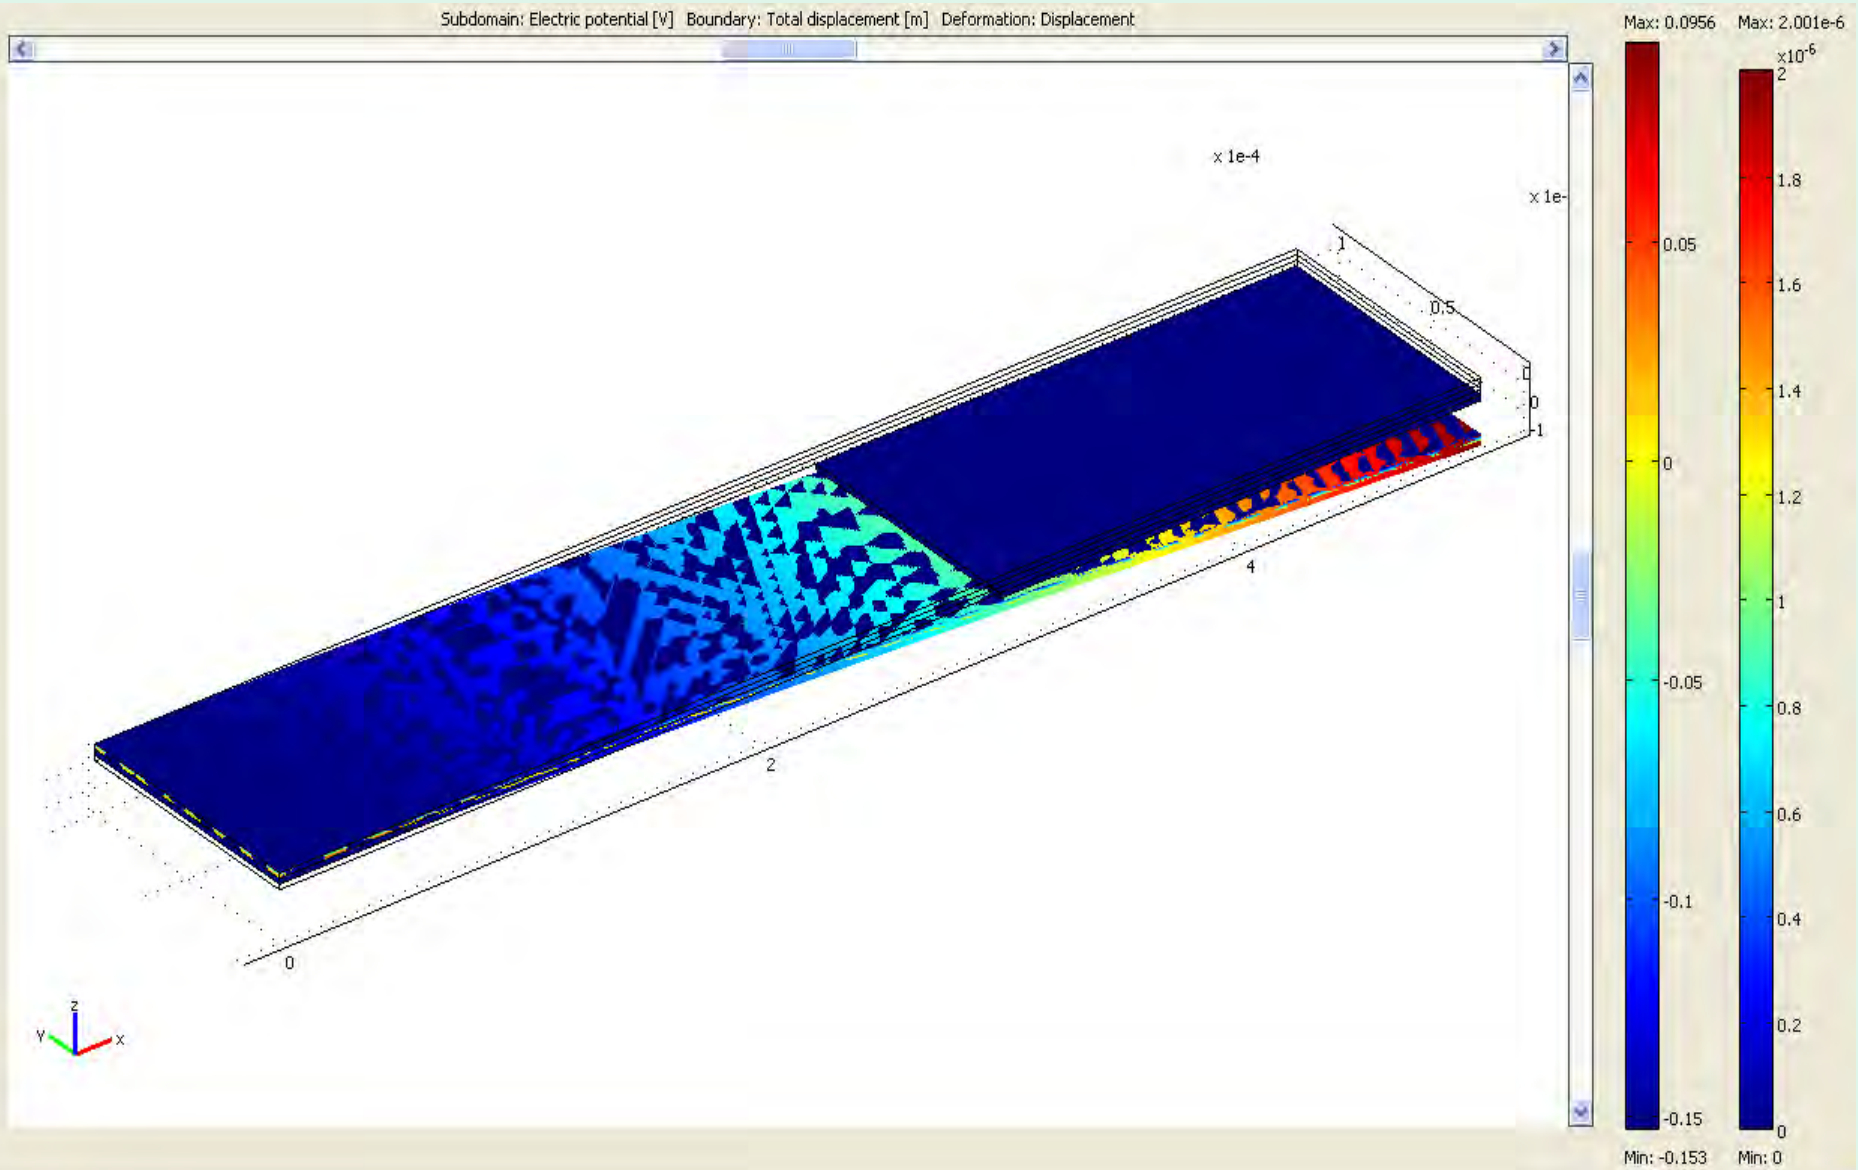 Subdomain: Electric potential [V] Boundary: Total displacement [m] Deformation: Displacement
Max: 0.0956 Max: 2.001e-6
x10-6
2
x 1e-4
1.8
x 1e-
1
0.05
1.6
0.5
0
1.4
0
-1
0
1.2
4
1
-0.05
0.8
2
0.6
-0.1
0.4
0
z
0.2
Y
x
-0.15
0
Min: -0.153 Min: 0